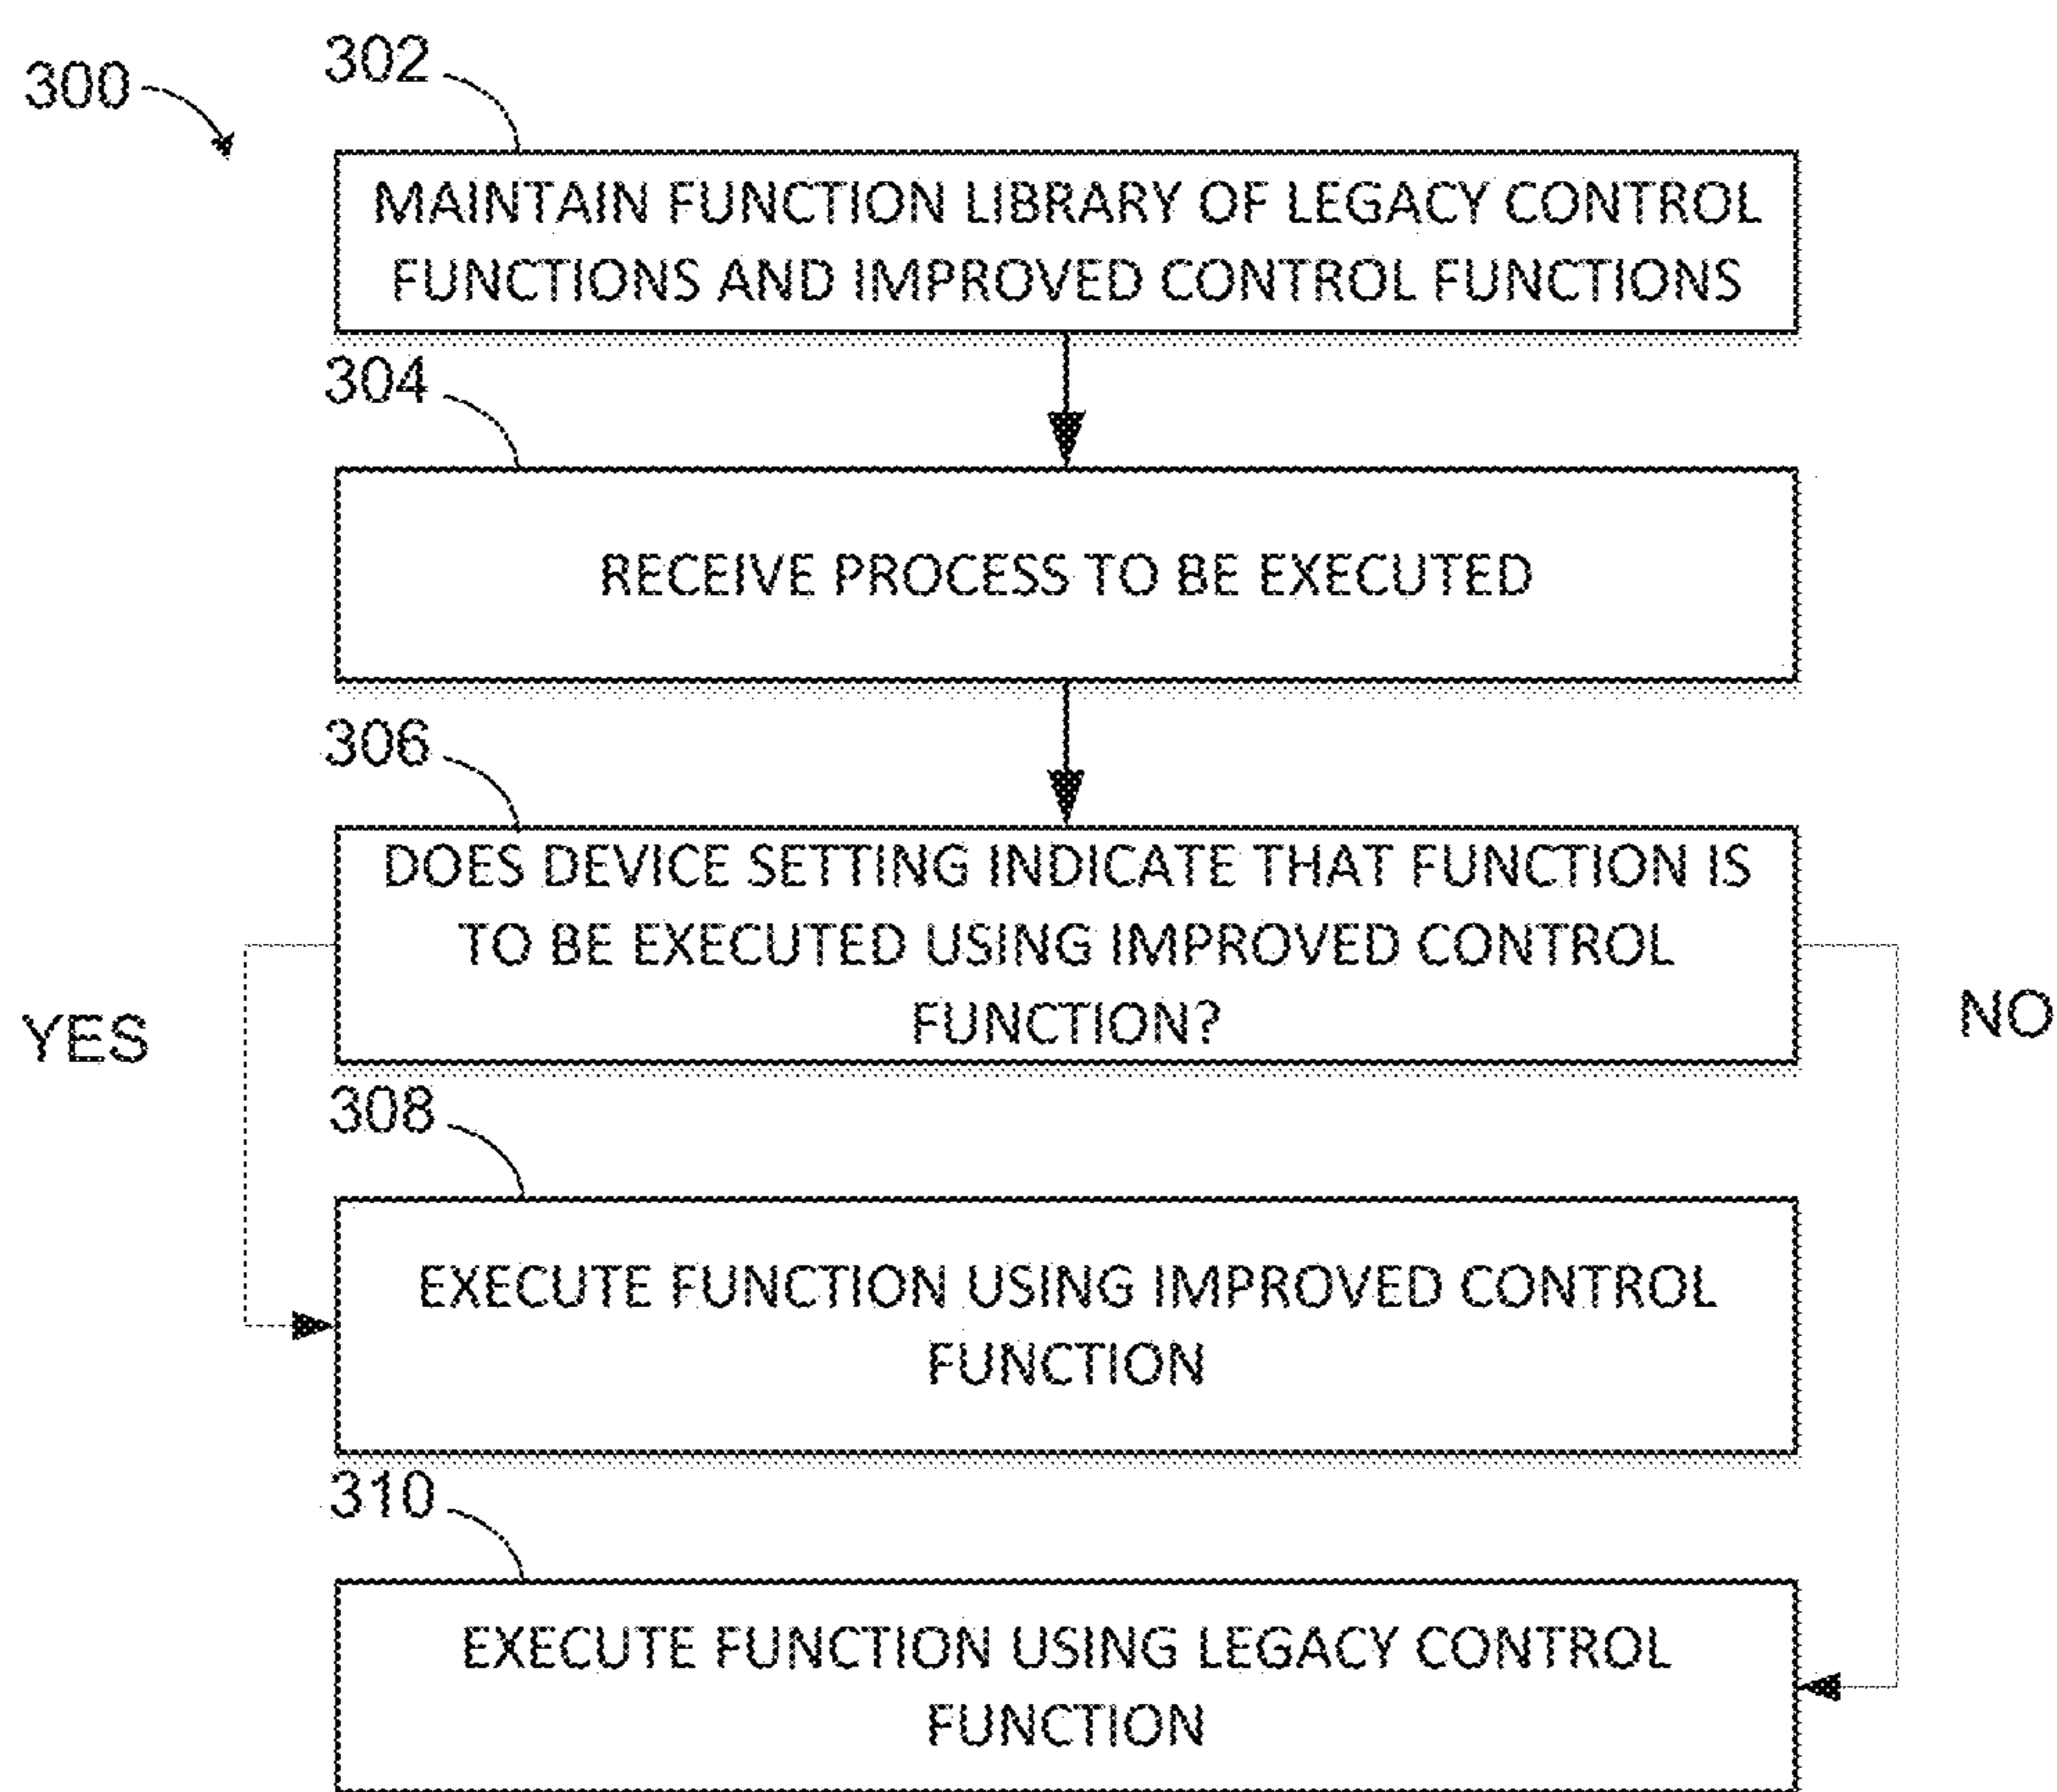 300
302
MAINTAIN FUNCTION LIBRARY OF LEGACY CONTROL
FUNCTIONS AND IMPROVED CONTROL FUNCTIONS
304
RECEIVE PROCESS TO BE EXECUTED
306
DOES DEVICE SETTING INDICATE THAT FUNCTION IS
TO BE EXECUTED USING IMPROVED CONTROL
FUNCTION?
YES
NO
308
EXECUTE FUNCTION USING IMPROVED CONTROL
FUNCTION
310
EXECUTE FUNCTION USING LEGACY CONTROL
FUNCTION